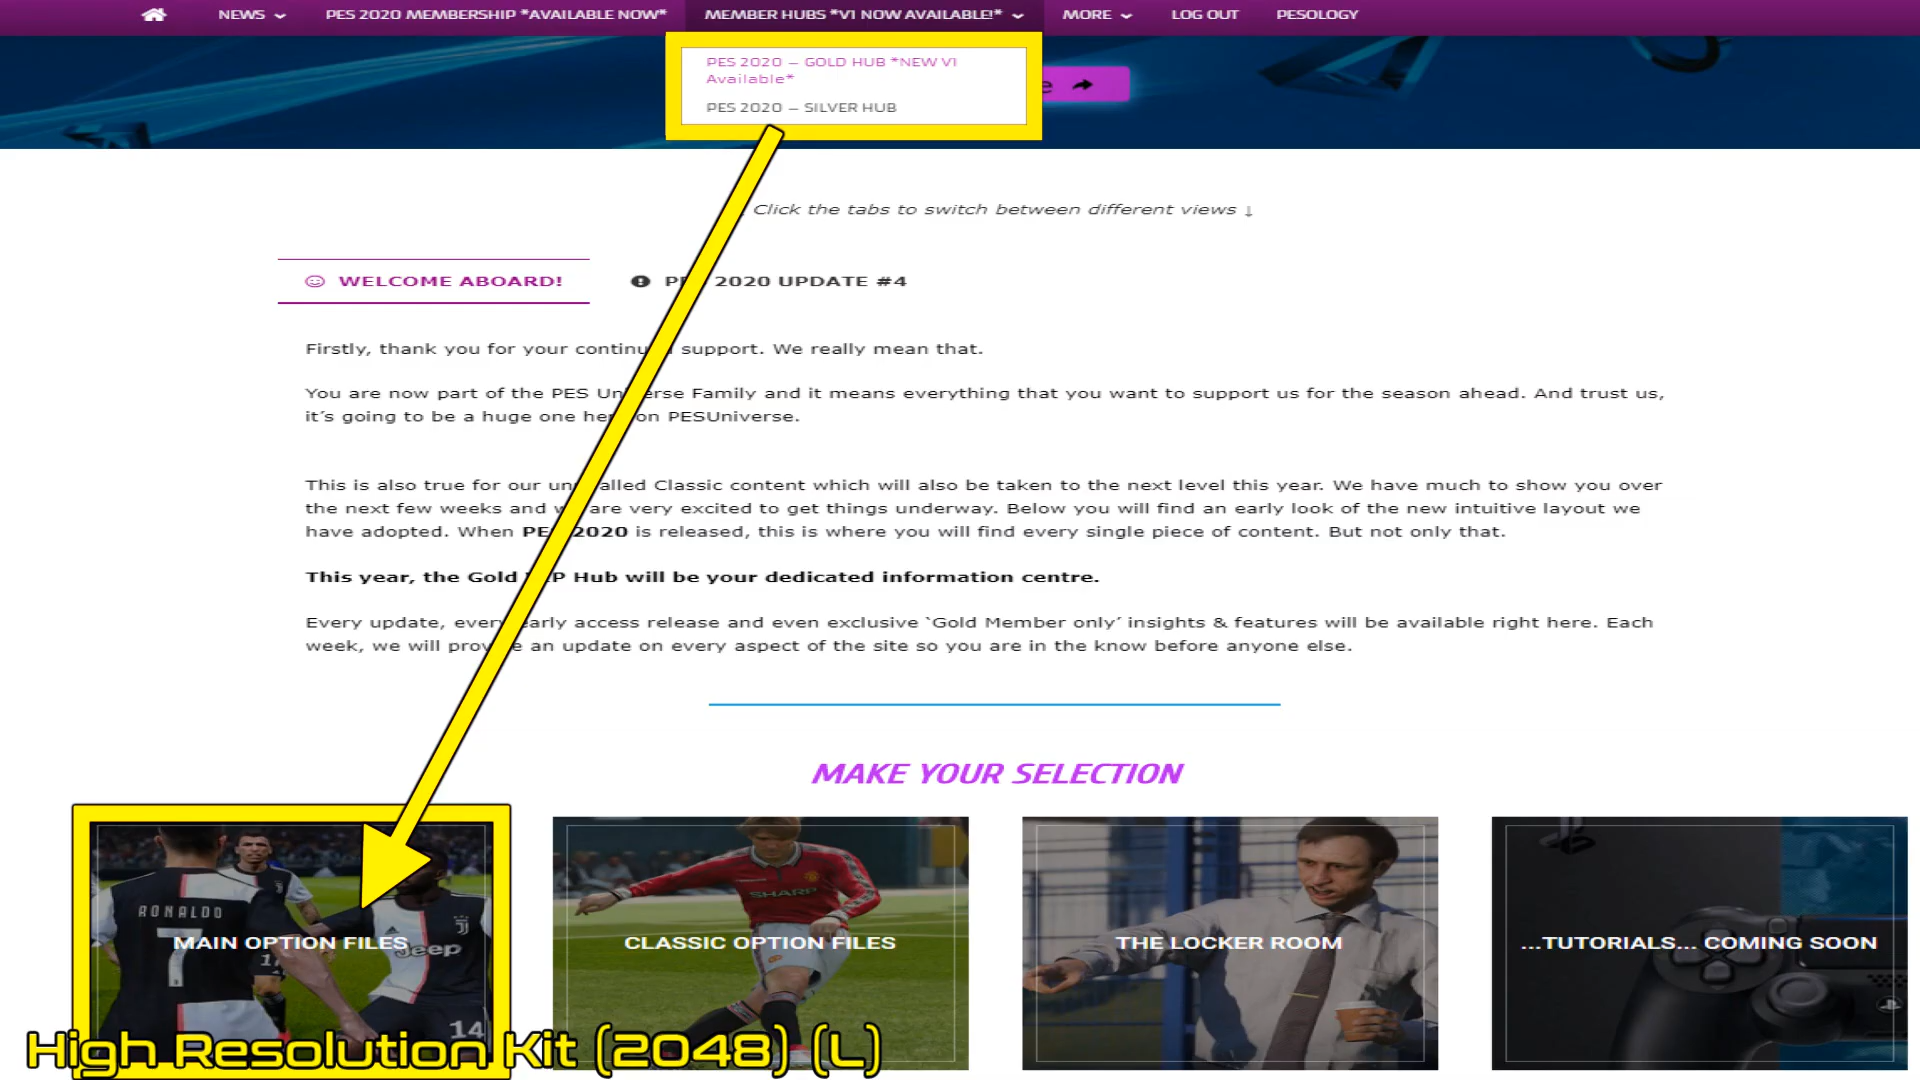 NEWS
PES 2020 MEMBERSHIP *AVAILABLE NOW*
MEMBER HUBS *V1 NOW AVAILABLE!*
MORE
LOG OUT
PESOLOGY
PES 2020 – GOLD HUB *NEW V1
Available*
PES 2020 – SILVER HUB
Click the tabs to switch between different views ↓
WELCOME ABOARD!
2020 UPDATE #4
Firstly, thank you for your support. We really mean that.
You are now part of the PES Family and it means everything that you want to support us for the season ahead. And trust us,
it's going to be a huge one on PESUniverse.
This is also true for our Classic content which will also be taken to the next level this year. We have much to show you over
the next few weeks and are very excited to get things underway. Below you will find an early look of the new intuitive layout we
have adopted. When 2020 is released, this is where you will find every single piece of content. But not only that.
This year, the Gold Hub will be your dedicated information centre.
Every update, every early access release and even exclusive `Gold Member only´ insights & features will be available right here. Each
week, we will provide an update on every aspect of the site so you are in the know before anyone else.
MAKE YOUR SELECTION
RONALDO
7
MAIN OPTION FILES
Jeep
14
SHARP
CLASSIC OPTION FILES
THE LOCKER ROOM
...TUTORIALS... COMING SOON
High Resolution Kit (2048) (L)